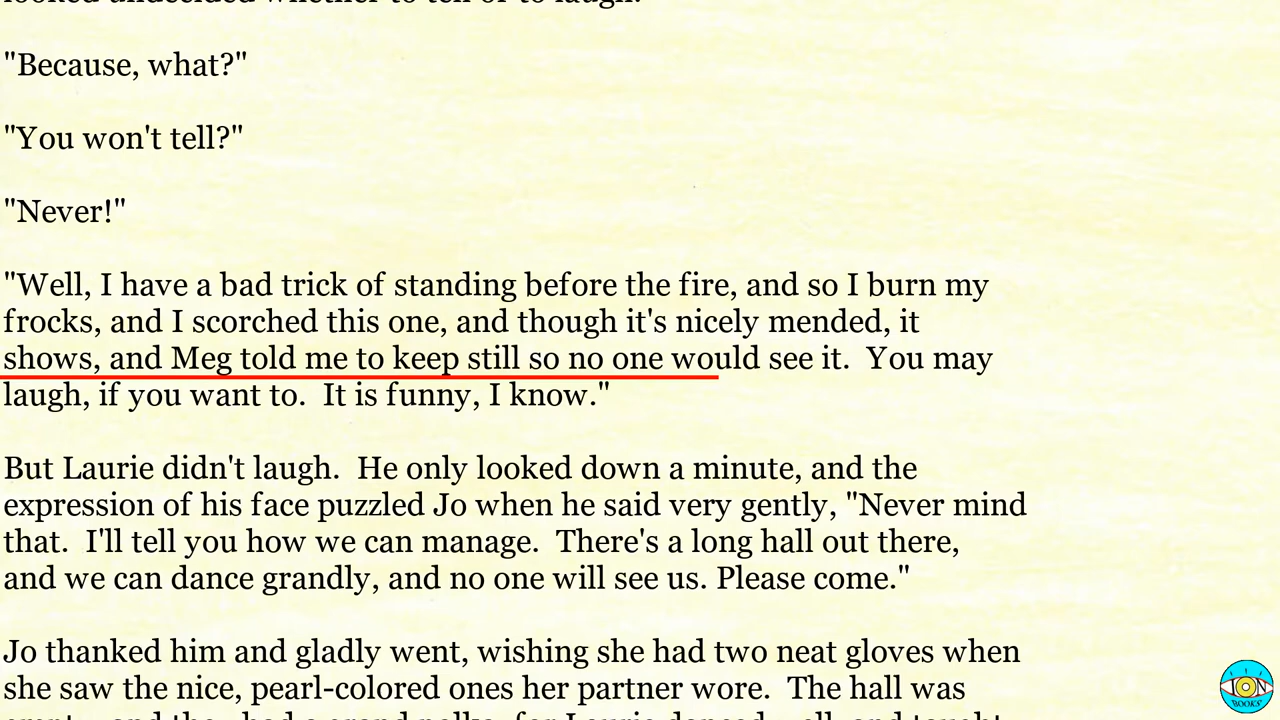 "Because, what?"
"You won't tell?"
"Never!"
"Well, I have a bad trick of standing before the fire, and so I burn my
frocks, and I scorched this one, and though it's nicely mended, it
shows, and Meg told me to keep still so no one would see it.  You may
laugh, if you want to.  It is funny, I know."
But Laurie didn't laugh.  He only looked down a minute, and the
expression of his face puzzled Jo when he said very gently, "Never mind
that.  I'll tell you how we can manage.  There's a long hall out there,
and we can dance grandly, and no one will see us. Please come."
Jo thanked him and gladly went, wishing she had two neat gloves when
she saw the nice, pearl-colored ones her partner wore.  The hall was
ION
BOOKS